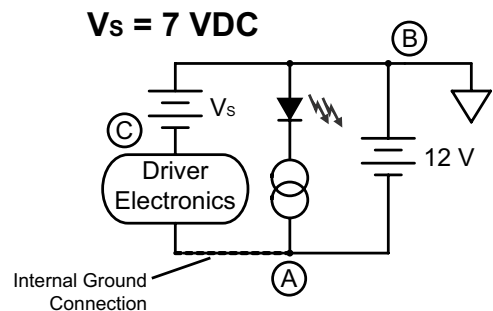 Vs = 7 VDC
B
C
Vs
Driver
Electronics
12 V
A
Internal Ground
Connection